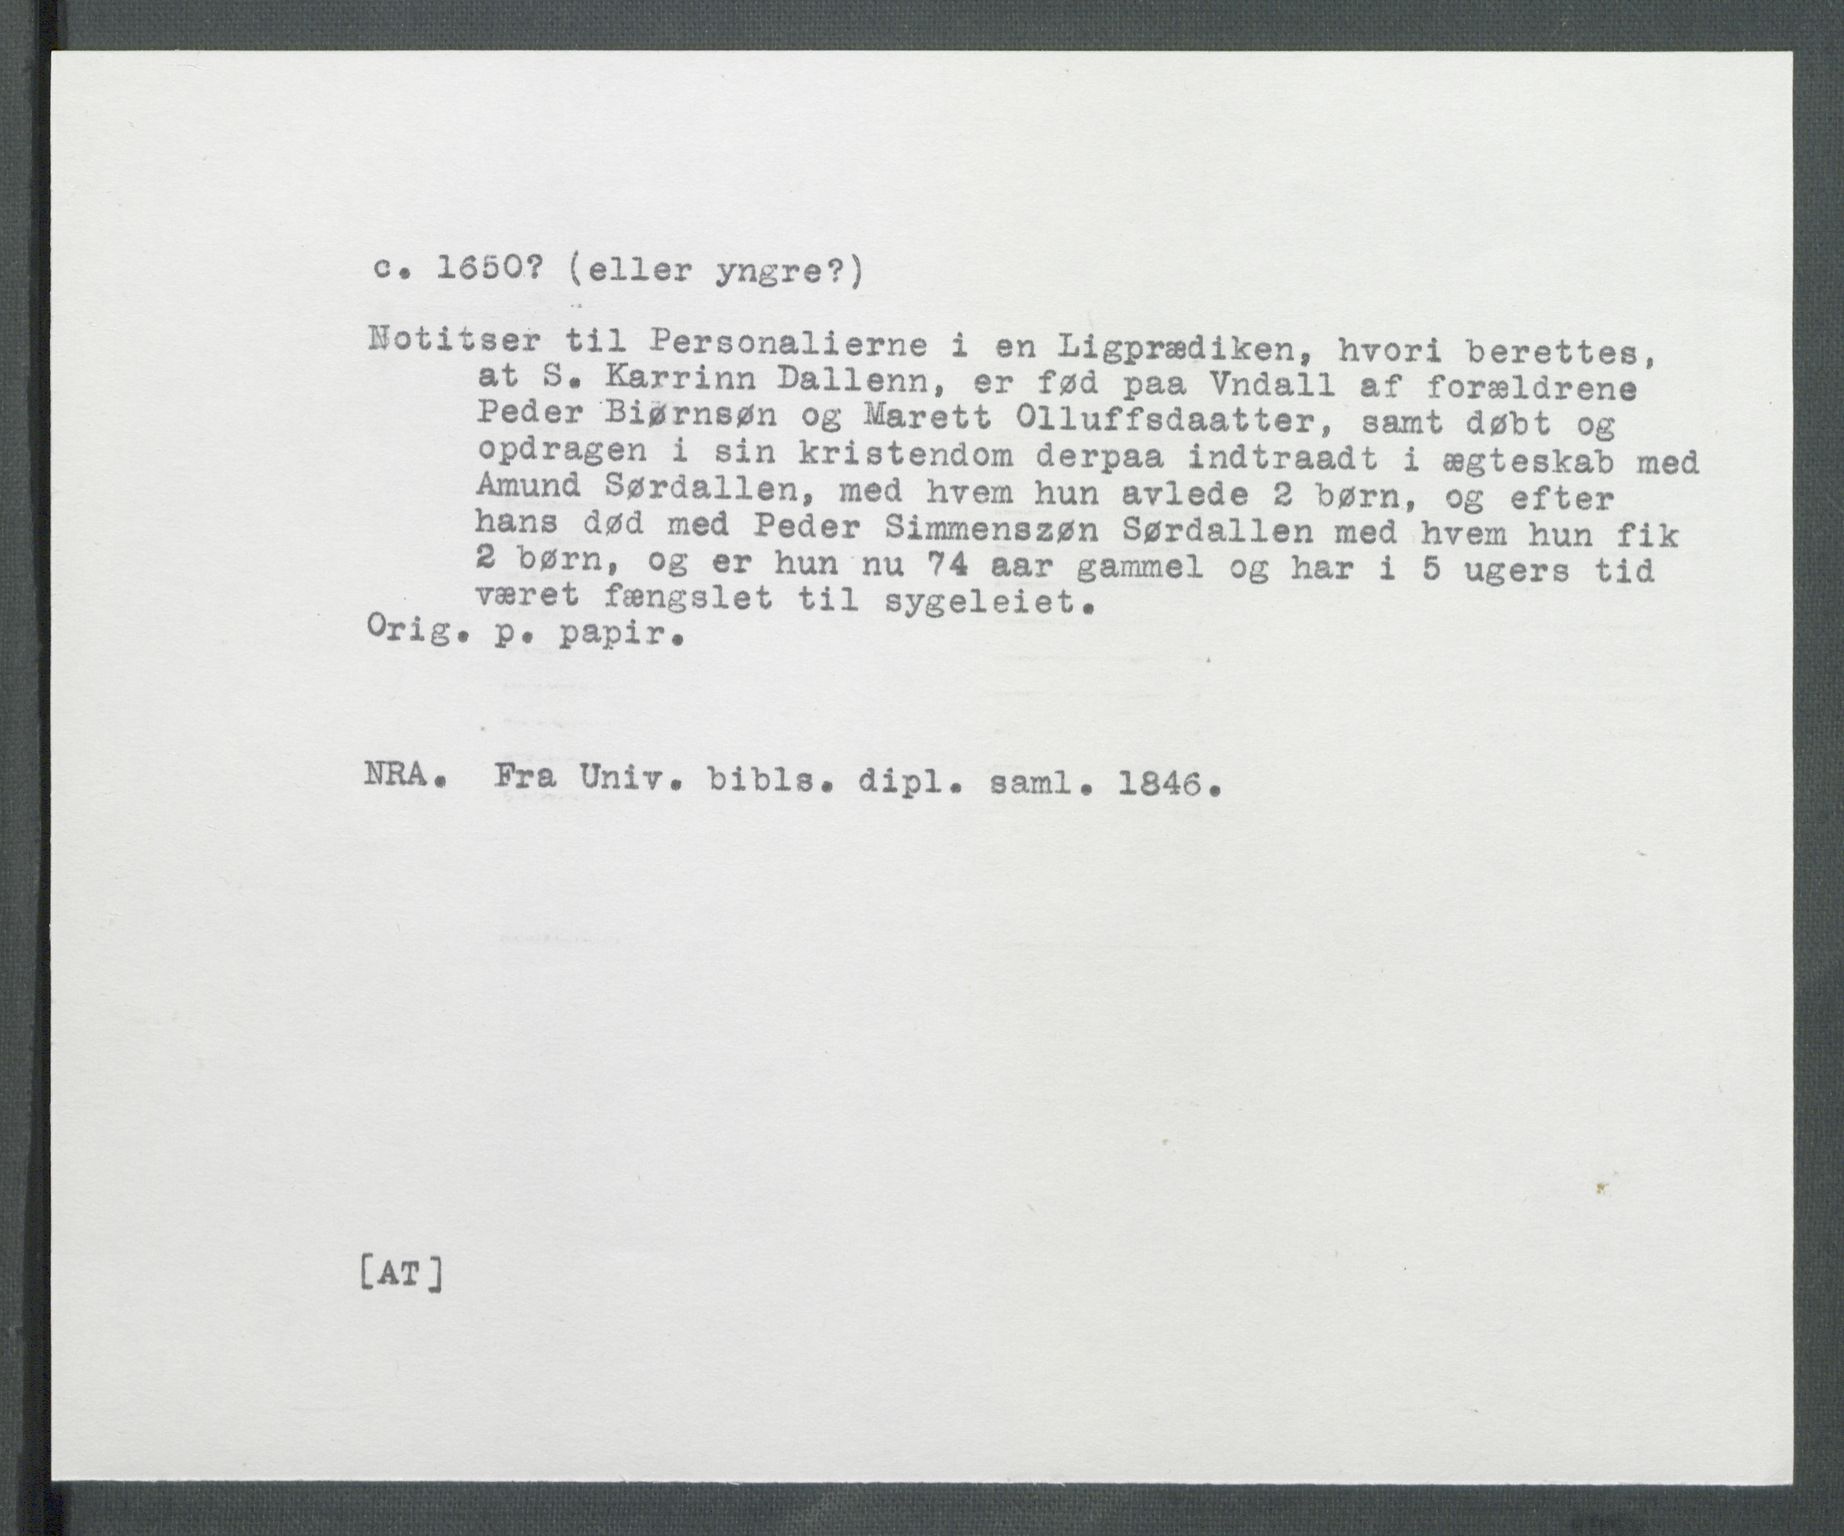 c. 1650? (eller yngre?)
Notitser til Personalierne i en Ligprædiken, hvori berettes,
at S. Karrinn Dallenn, er fød paa Vndall af forældrene
Peder Biørnsøn og Marett Olluffsdaatter, samt døbt og
opdragen i sin kristendom derpaa indtraadt i ægteskab med
Amund Sørdallen, med hvem hun avlede 2 børn, og efter
hans død med Peder Simmenszøn Sørdallen med hvem hun fik
2 børn, og er hun nu 74 aar gammel og har i 5 ugers tid
været fængslet til sygeleiet.
Orig. p. papir.
NRA. Fra Univ. bibls. dipl. saml. 1846.
[AT]